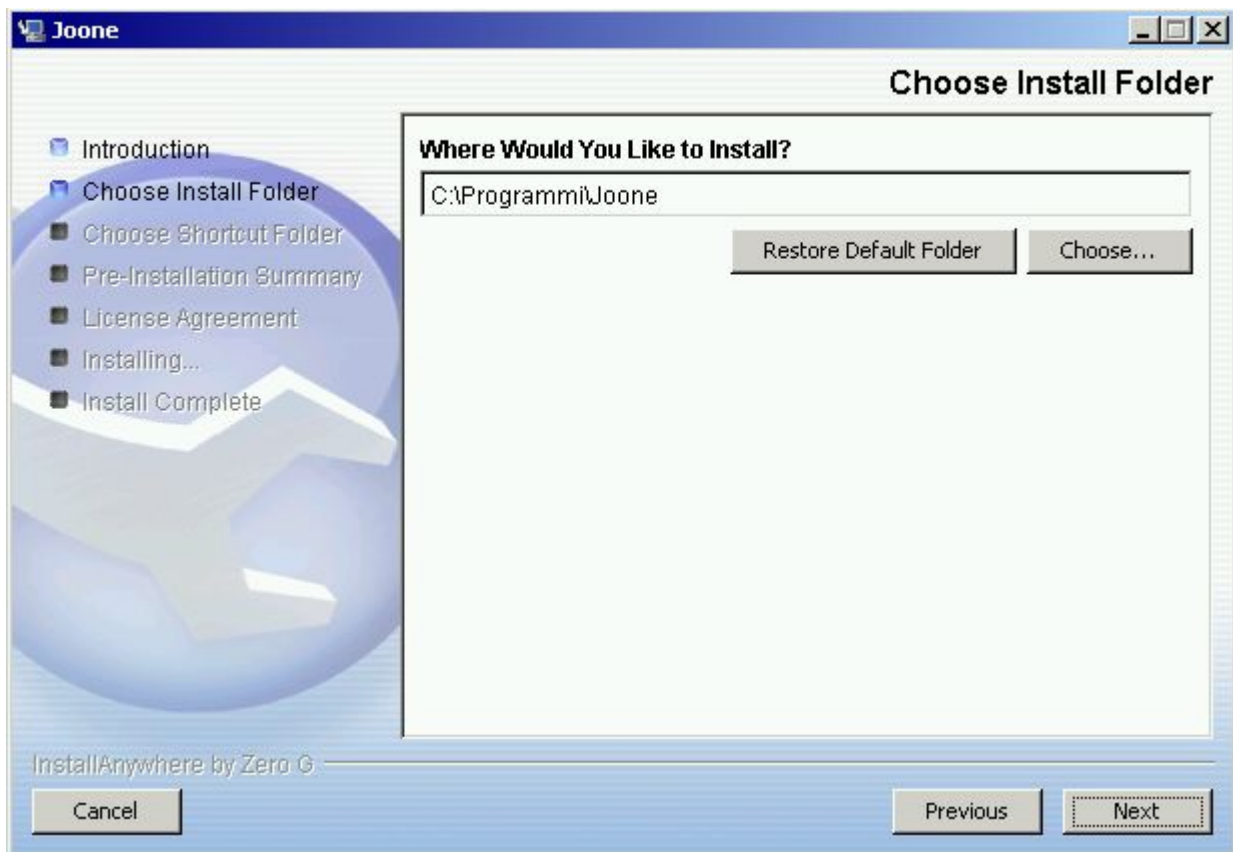 Joone
Choose Install Folder
Introduction
Choose Install Folder
Choose Shortcut Folder
Pre-Installation Summary
License Agreement
Installing...
Install Complete
Where Would You Like to Install?
C:\Programmi\Joone
Restore Default Folder Choose...
InstallAnywhere by Zero G
Cancel Previous Next